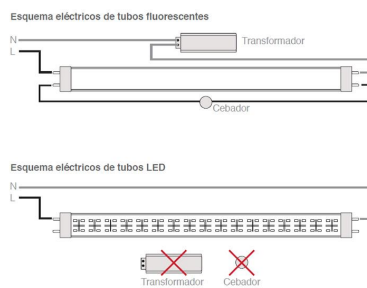 Esquema eléctricos de tubos fluorescentes
N
Transformador
L
Cebador
Esquema eléctricos de tubos LED
N
L
Transformador Cebador